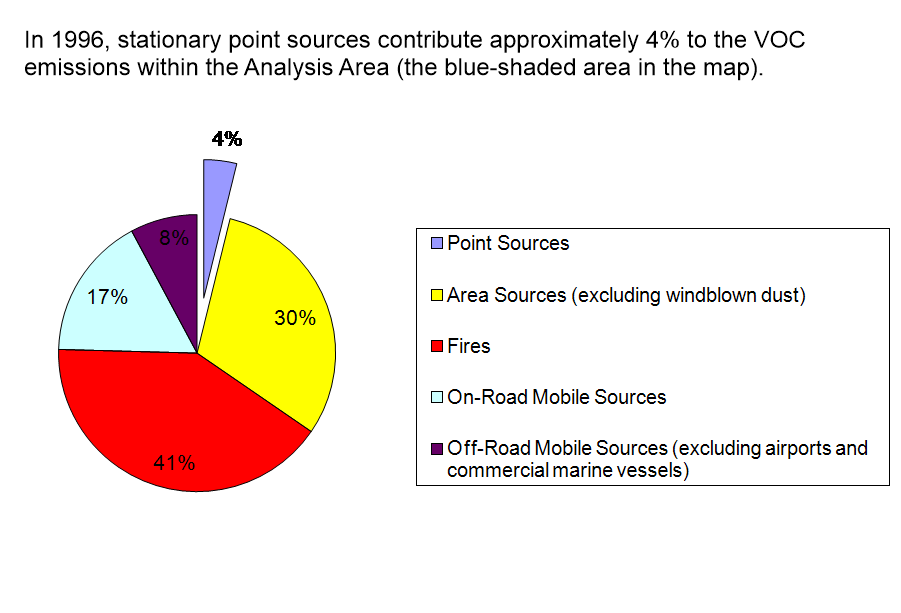 In 1996, stationary point sources contribute approximately 4% to the VOC
emissions within the Analysis Area (the blue-shaded area in the map).
4%
8%
17%
30%
41%
Point Sources
Area Sources (excluding windblown dust)
Fires
On-Road Mobile Sources
Off-Road Mobile Sources (excluding airports and
commercial marine vessels)